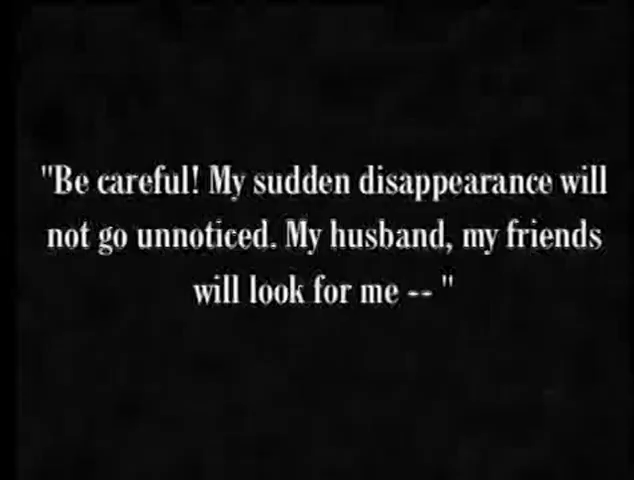 "Be careful! My sudden disappearance will
not go unnoticed. My husband, my friends
will look for me -- "